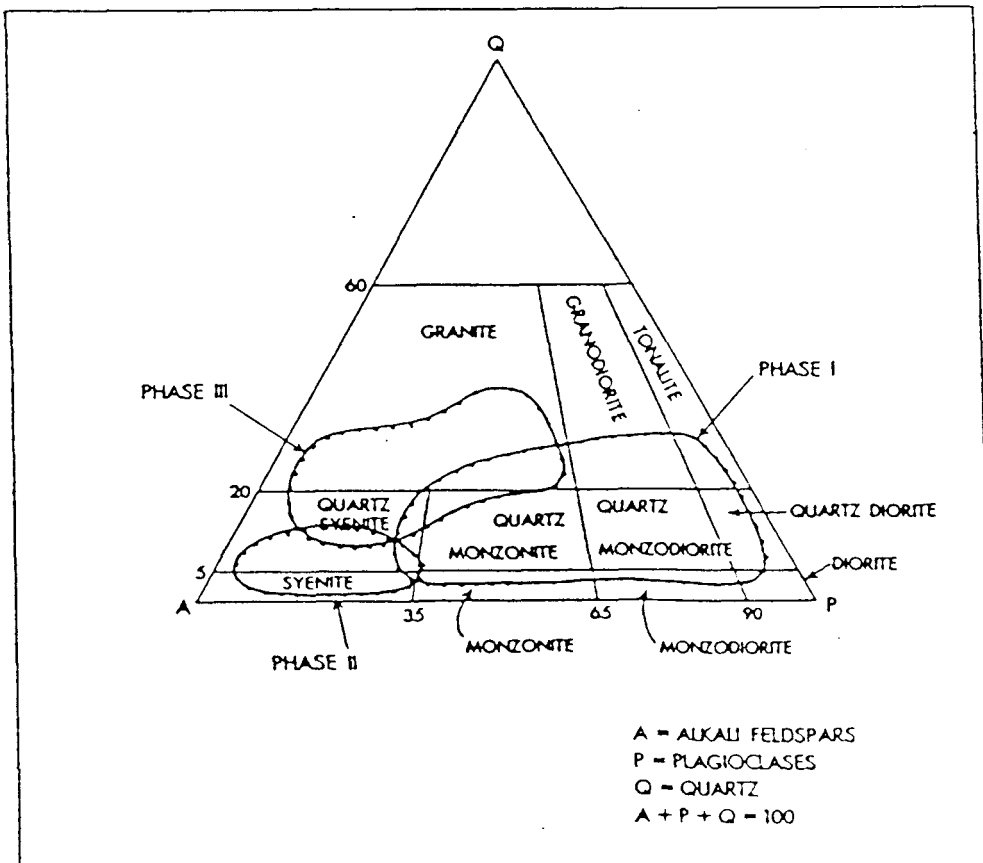 Q
60
GRANITE
GRANODIORITE
TONALITE
PHASE I
PHASE III
20
QUARTZ
SYENITE
QUARTZ
MONZONITE
QUARTZ
MONZODIORITE
QUARTZ DIORITE
5
SYENITE
DIORITE
A
35
65
90
P
MONZONITE
MONZODIORITE
PHASE II
A = ALKALI FELDSPARS
P = PLAGIOCLASES
Q = QUARTZ
A + P + Q = 100